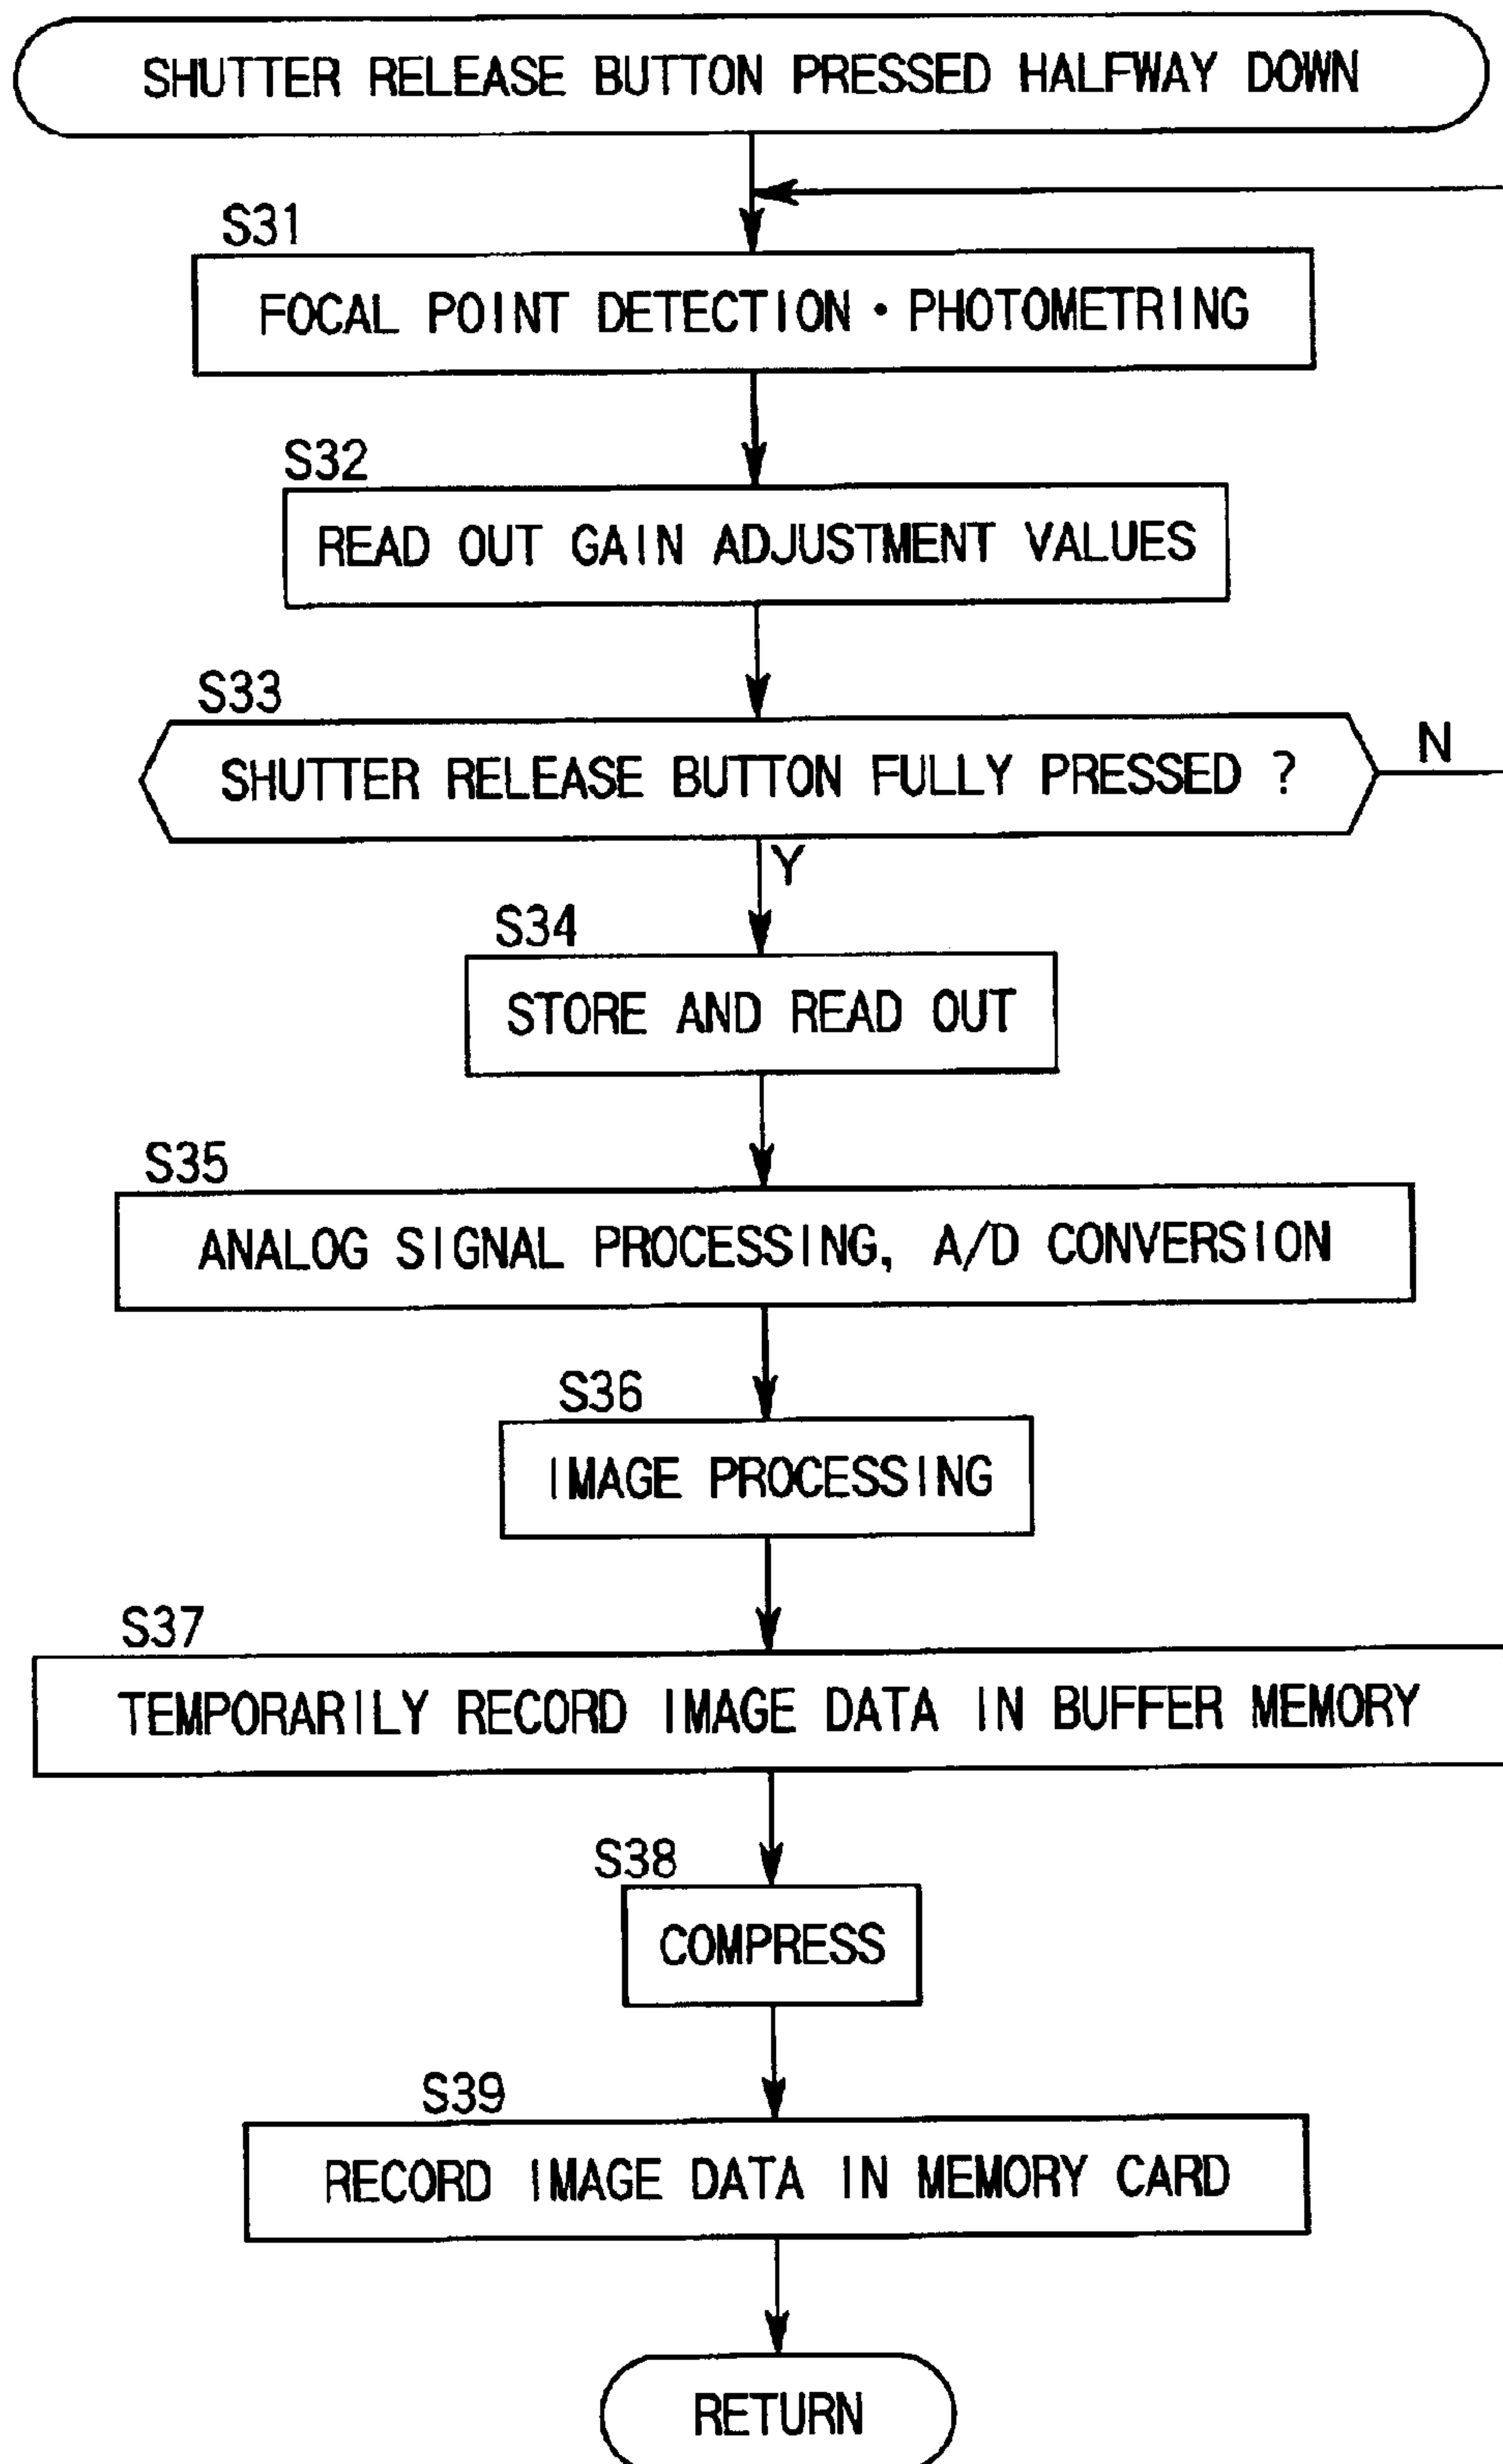 SHUTTER RELEASE BUTTON PRESSED HALFWAY DOWN
S31
FOCAL POINT DETECTION・PHOTOMETRING
S32
READ OUT GAIN ADJUSTMENT VALUES
S33
SHUTTER RELEASE BUTTON FULLY PRESSED ?
N
Y
S34
STORE AND READ OUT
S35
ANALOG SIGNAL PROCESSING, A/D CONVERSION
S36
IMAGE PROCESSING
S37
TEMPORARILY RECORD IMAGE DATA IN BUFFER MEMORY
S38
COMPRESS
S39
RECORD IMAGE DATA IN MEMORY CARD
RETURN